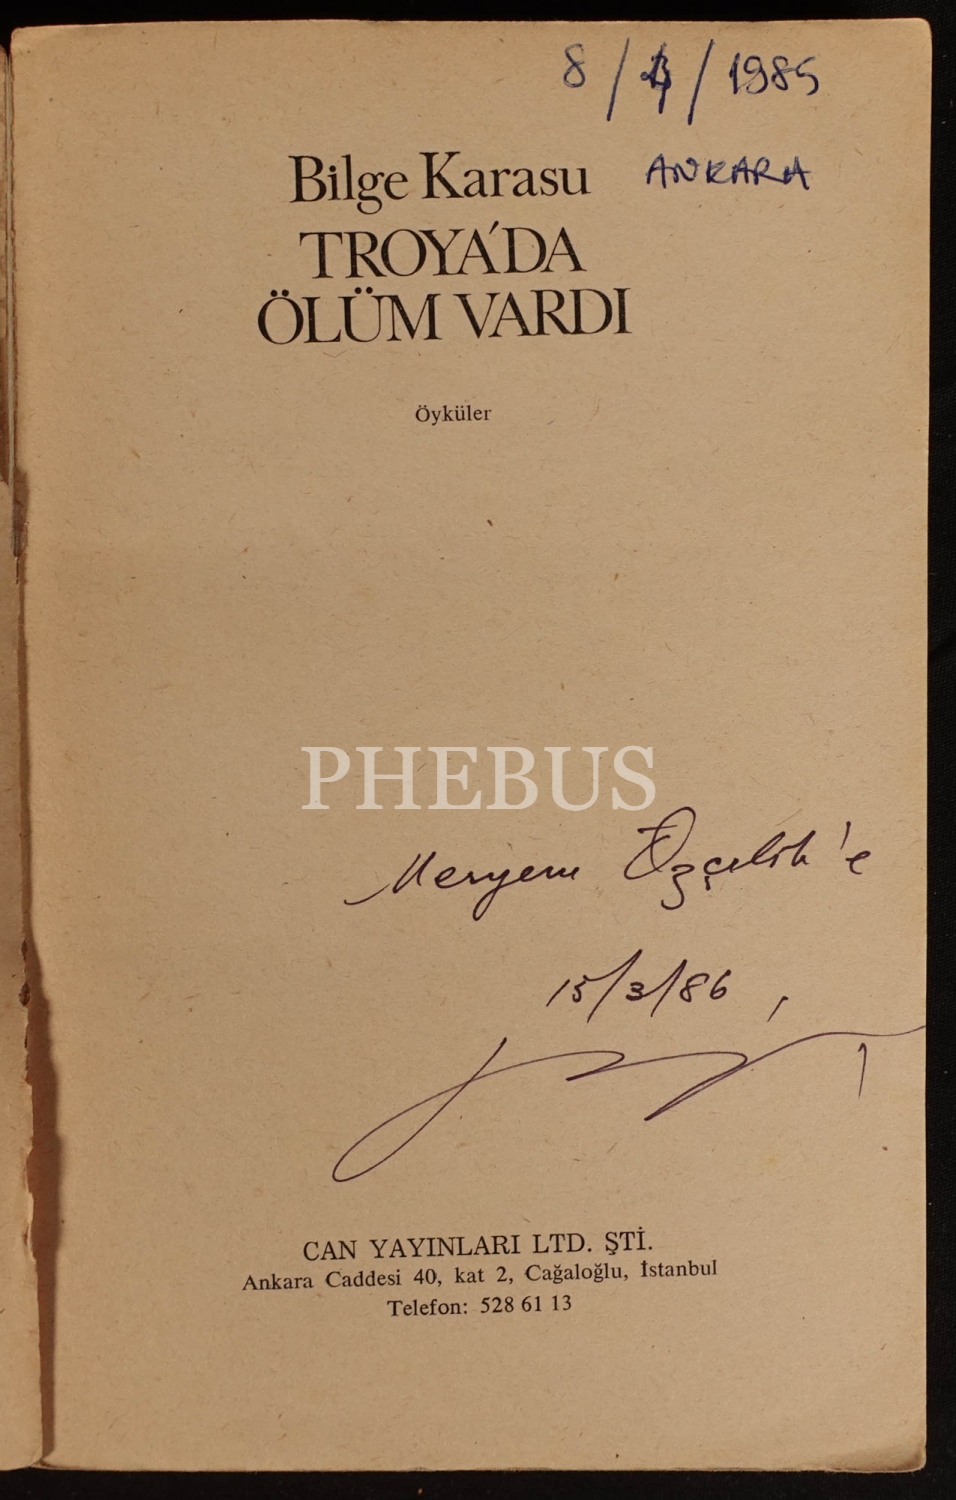 8/4/1985
Bilge Karasu
ANKARA
TROYA'DA
ÖLÜM VARDI
Öyküler
PHEBUS
Meryem Özçelik'e
15/3/86
CAN YAYINLARI LTD. ŞTİ.
Ankara Caddesi 40, kat 2, Cağaloğlu, İstanbul
Telefon: 528 61 13